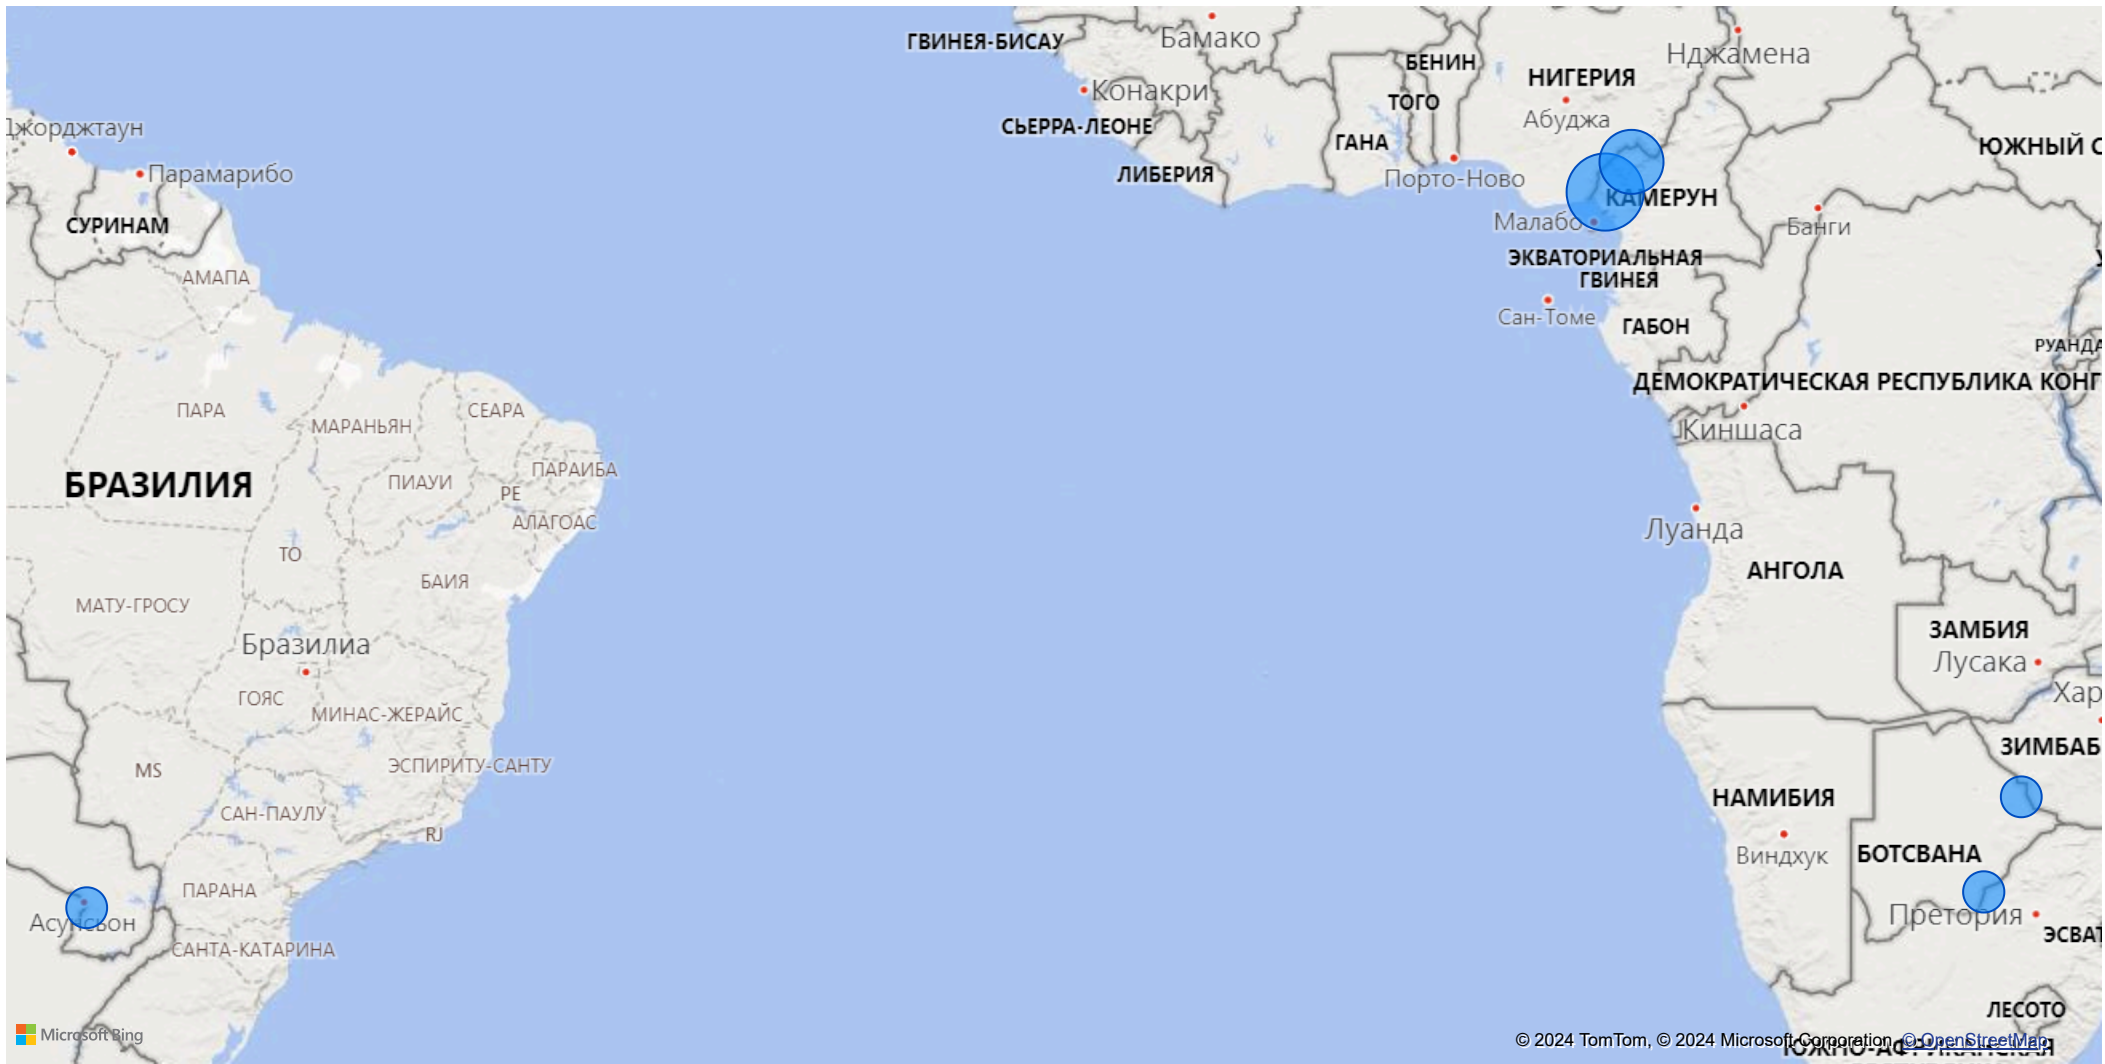 ГВИНЕЯ-БИСАУ
Бамако
БЕНИН
НИГЕРИЯ
Нджамена
Конакри
ТОГО
Абуджа
СЬЕРРА-ЛЕОНЕ
ГАНА
ЮЖНЫЙ С
ЛИБЕРИЯ
Порто-Ново
Джорджтаун
Парамарибо
СУРИНАМ
КАМЕРУН
Малабо
Банги
ЭКВАТОРИАЛЬНАЯ
ГВИНЕЯ
АМАПА
Сан-Томе
ГАБОН
РУАНДА
ДЕМОКРАТИЧЕСКАЯ РЕСПУБЛИКА КОНГ
ПАРА
МАРАНЬЯН
СЕАРА
Киншаса
БРАЗИЛИЯ
ПИАУИ
ПАРАИБА
PE
АЛАГОАС
Луанда
TO
БАИЯ
АНГОЛА
МАТУ-ГРОСУ
Бразилиа
ЗАМБИЯ
Лусака
ГОЯС
МИНАС-ЖЕРАЙС
Хар
ЗИМБАБ
MS
ЭСПИРИТУ-САНТУ
САН-ПАУЛУ
RJ
НАМИБИЯ
Виндхук
БОТСВАНА
ПАРАНА
Асунсьон
Претория
ЭСВАТ
САНТА-КАТАРИНА
ЛЕСОТО
Microsoft Bing
© 2024 TomTom, © 2024 Microsoft Corporation, © OpenStreetMap
ЮЖНО-АФРИКАНСКАЯ